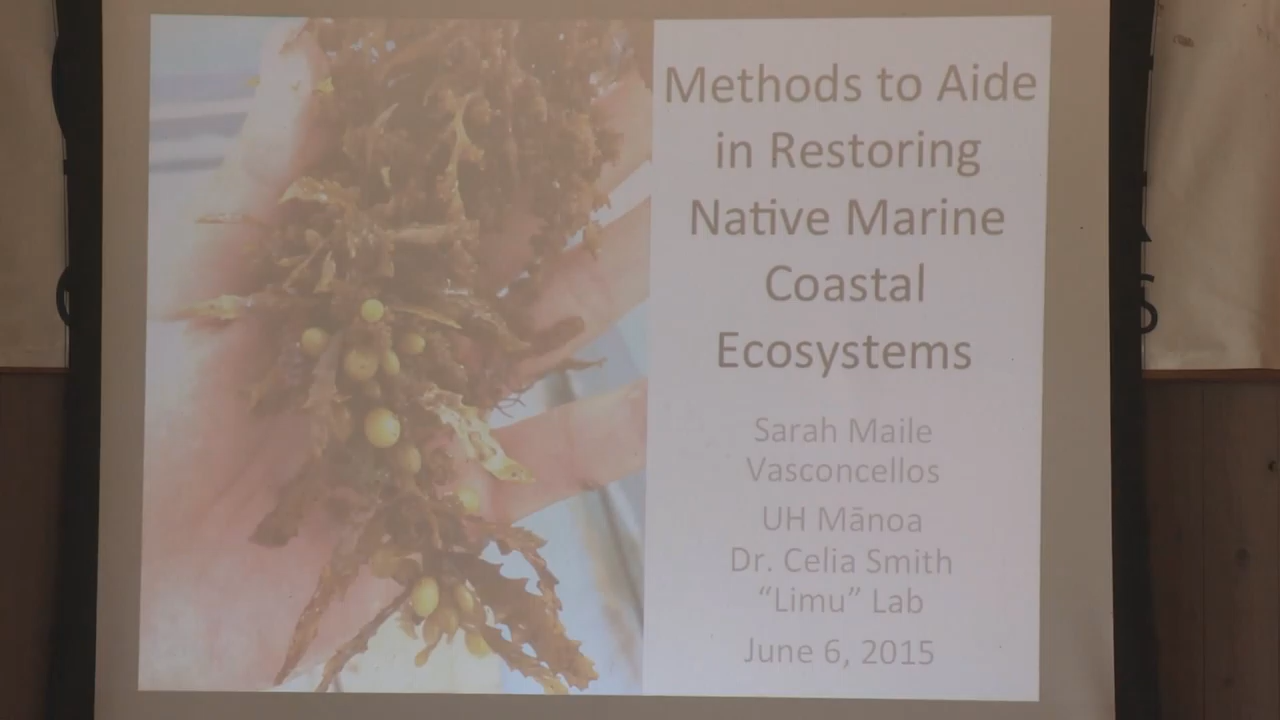 Methods to Aide
in Restoring
Native Marine
Coastal
Ecosystems
Sarah Maile
Vasconcellos
UH Mānoa
Dr. Celia Smith
“Limu” Lab
June 6, 2015